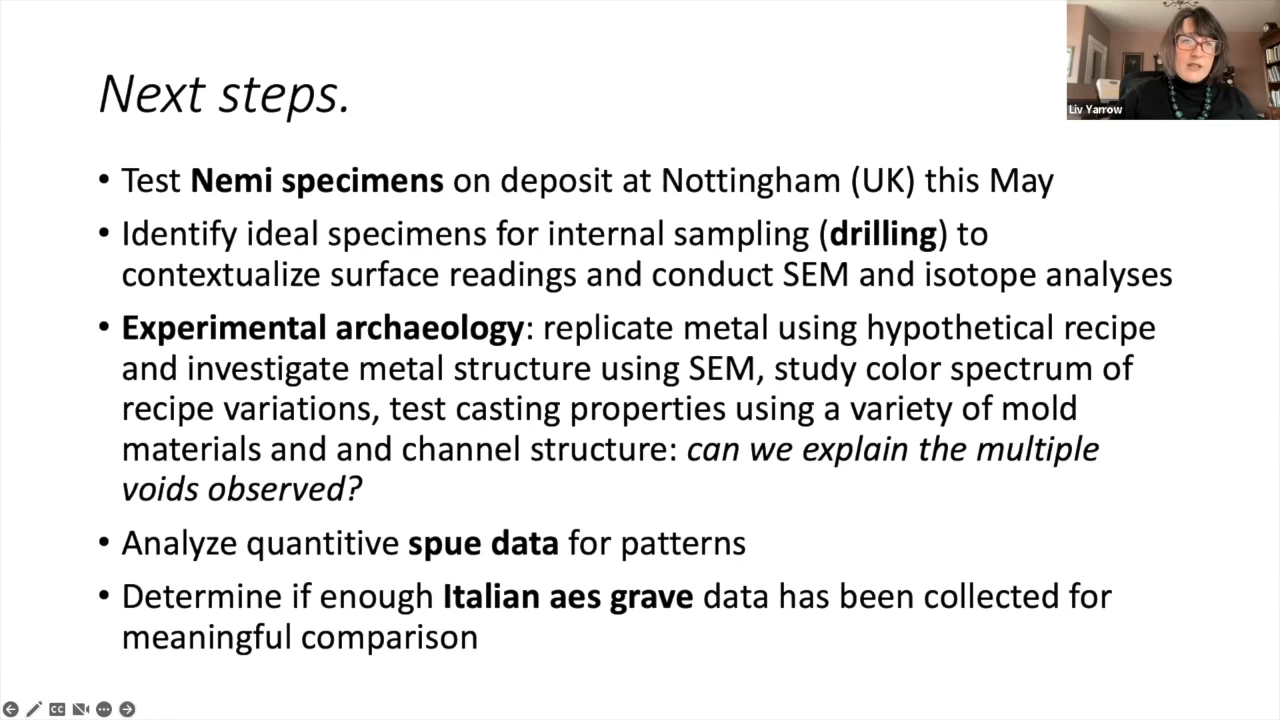 Next steps.
Liv Yarrow
• Test Nemi specimens on deposit at Nottingham (UK) this May
• Identify ideal specimens for internal sampling (drilling) to
contextualize surface readings and conduct SEM and isotope analyses
• Experimental archaeology: replicate metal using hypothetical recipe
and investigate metal structure using SEM, study color spectrum of
recipe variations, test casting properties using a variety of mold
materials and and channel structure: can we explain the multiple
voids observed?
• Analyze quantitive spue data for patterns
• Determine if enough Italian aes grave data has been collected for
meaningful comparison
CC